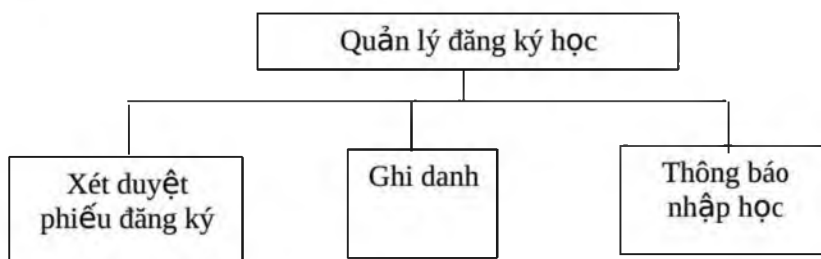 Quản lý đăng ký học
Xét duyệt
phiếu đăng ký
Ghi danh
Thông báo
nhập học